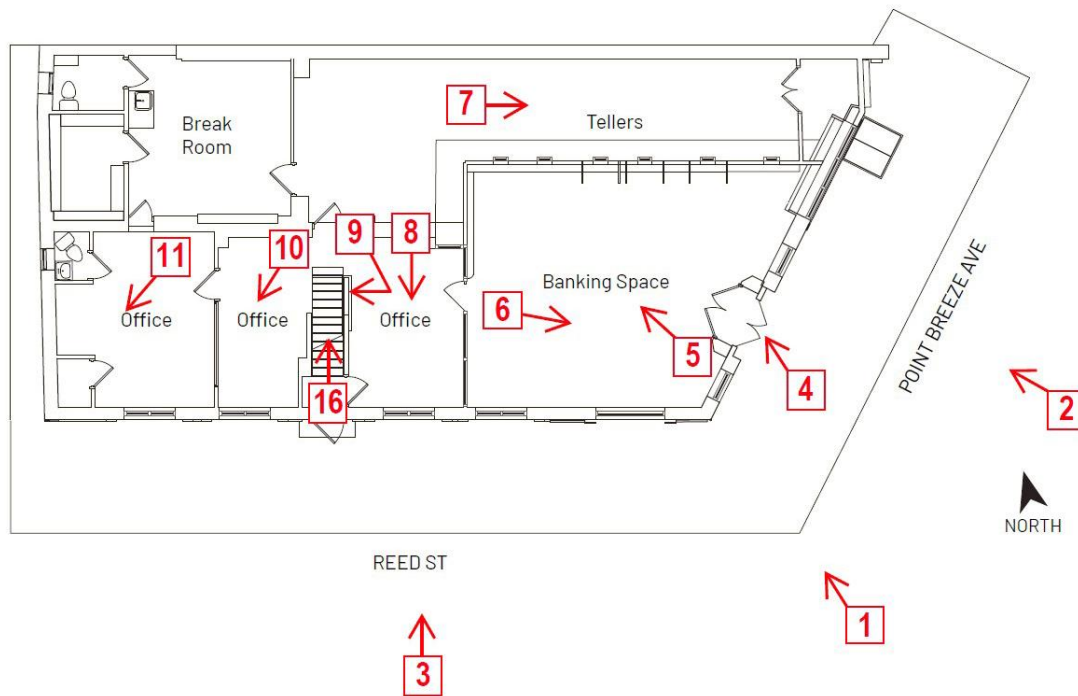 7
Tellers
Break
Room
11
10
9
8
Office
Office
Office
6
Banking Space
5
16
4
POINT BREEZE AVE
2
NORTH
REED ST
1
3